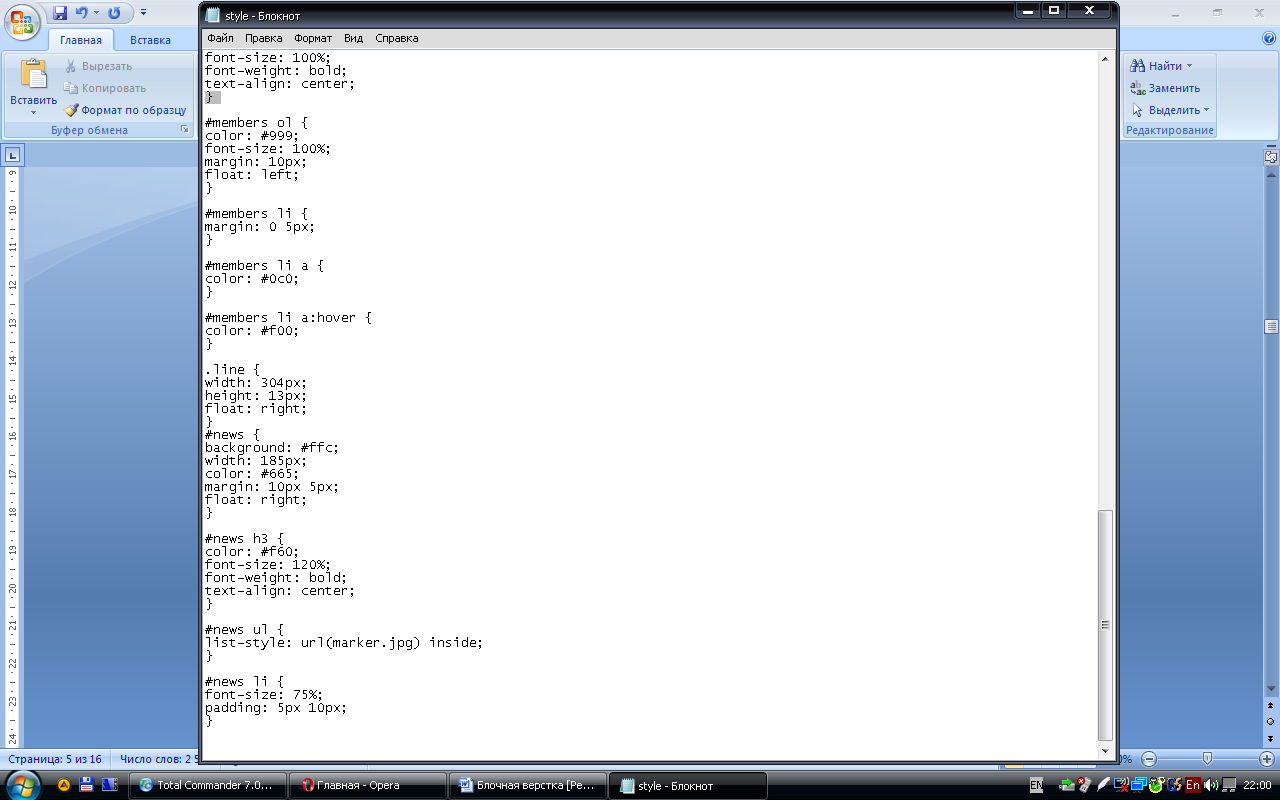 style - Блокнот
Главная
Вставка
Файл Правка Формат Вид Справка
Вставить
Вырезать
Копировать
Формат по образцу
Буфер обмена
Найти
Заменить
Выделить
Редактирование
font-size: 100%;
font-weight: bold;
text-align: center;
}
#members ol {
color: #999;
font-size: 100%;
margin: 10px;
float: left;
}
#members li {
margin: 0 5px;
}
#members li a {
color: #0c0;
}
#members li a:hover {
color: #f00;
}
.line {
width: 304px;
height: 13px;
float: right;
}
#news {
background: #ffc;
width: 185px;
color: #665;
margin: 10px 5px;
float: right;
}
#news h3 {
color: #f60;
font-size: 120%;
font-weight: bold;
text-align: center;
}
#news ul {
list-style: url(marker.jpg) inside;
}
#news li {
font-size: 75%;
padding: 5px 10px;
}
9
10
11
12
13
14
15
16
17
18
19
20
21
22
23
24
Страница: 5 из 16 Число слов: 2 5
0%
Total Commander 7.0... Главная - Opera Блочная верстка [Ре... style - Блокнот EN En 22:00